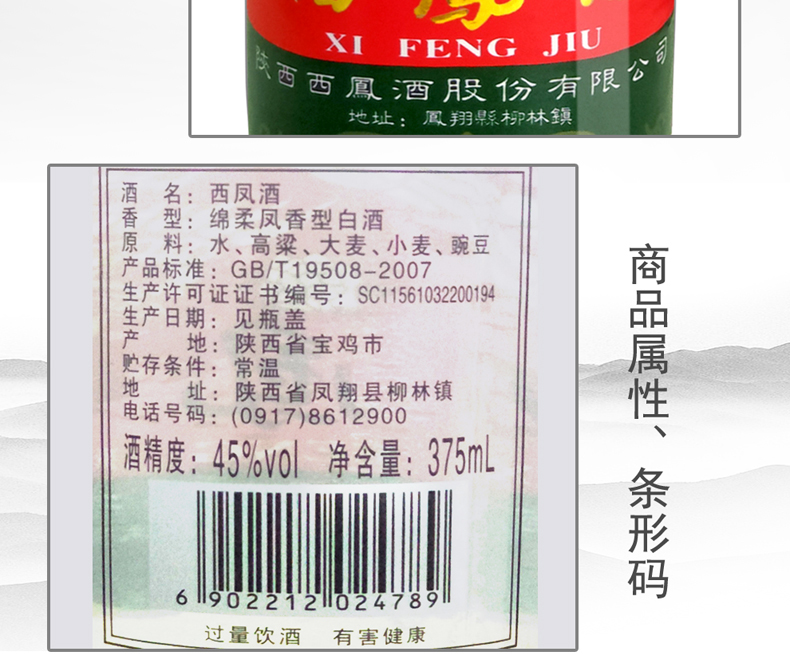 XI FENG JIU
陕西西鳳酒股份有限公司
地址：鳳翔縣柳林鎮
酒 名：西凤酒
香 型：绵柔凤香型白酒
原 料：水、高粱、大麦、小麦、豌豆
产品标准：GB/T19508-2007
生产许可证证书编号：SC11561032200194
生产日期：见瓶盖
产 地：陕西省宝鸡市
贮存条件：常温
地 址：陕西省凤翔县柳林镇
电话号码：(0917)8612900
酒精度：45%vol 净含量：375mL
6 902212 024789
过量饮酒 有害健康
商品属性、条形码